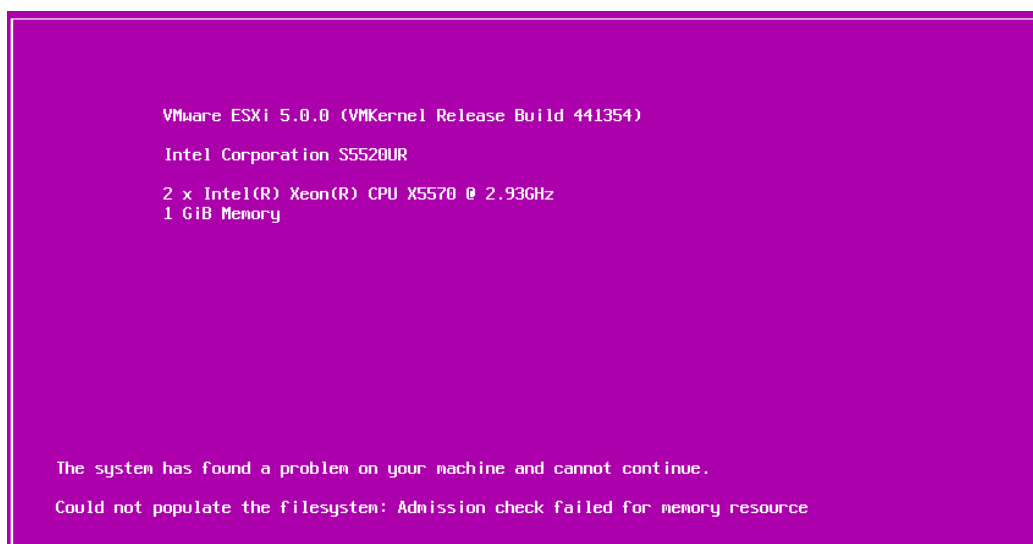 VMware ESXi 5.0.0 (VMKernel Release Build 441354)
Intel Corporation S5520UR
2 x Intel(R) Xeon(R) CPU X5570 @ 2.93GHz
1 GiB Memory
The system has found a problem on your machine and cannot continue.
Could not populate the filesystem: Admission check failed for memory resource